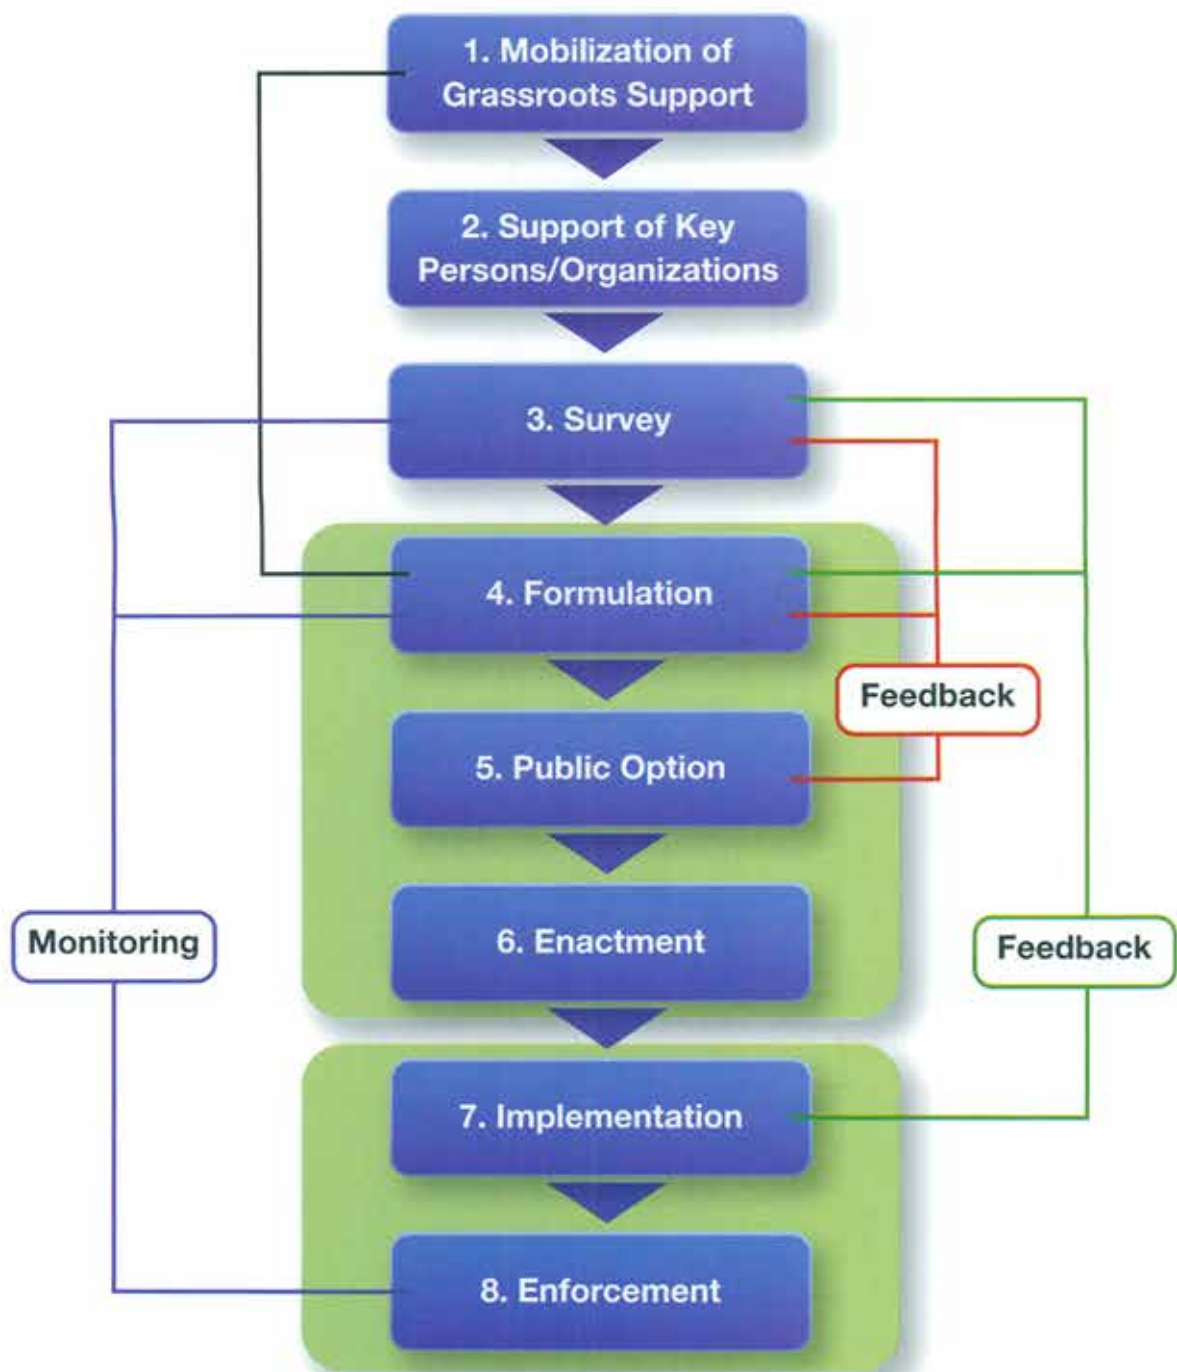 1. Mobilization of
Grassroots Support
2. Support of Key
Persons/Organizations
3. Survey
4. Formulation
Feedback
5. Public Option
6. Enactment
Monitoring
Feedback
7. Implementation
8. Enforcement